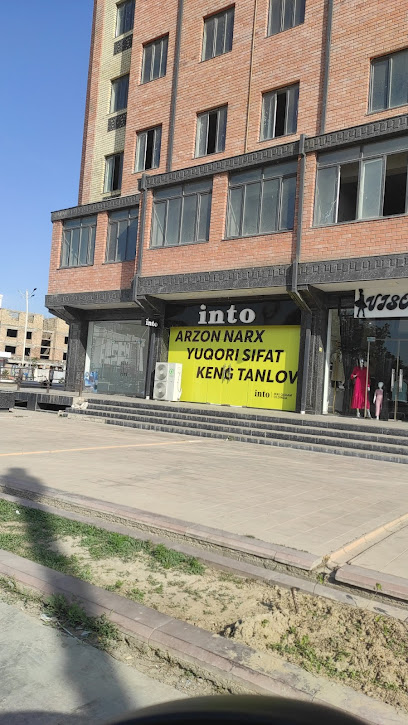 into
into
ARZON NARX
YUQORI SIFAT
KENG TANLOV
into